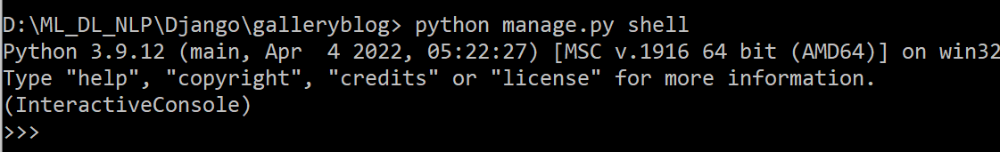 D:\ML_DL_NLP\Django\galleryblog> python manage.py shell
Python 3.9.12 (main, Apr  4 2022, 05:22:27) [MSC v.1916 64 bit (AMD64)] on win32
Type "help", "copyright", "credits" or "license" for more information.
(InteractiveConsole)
>>>